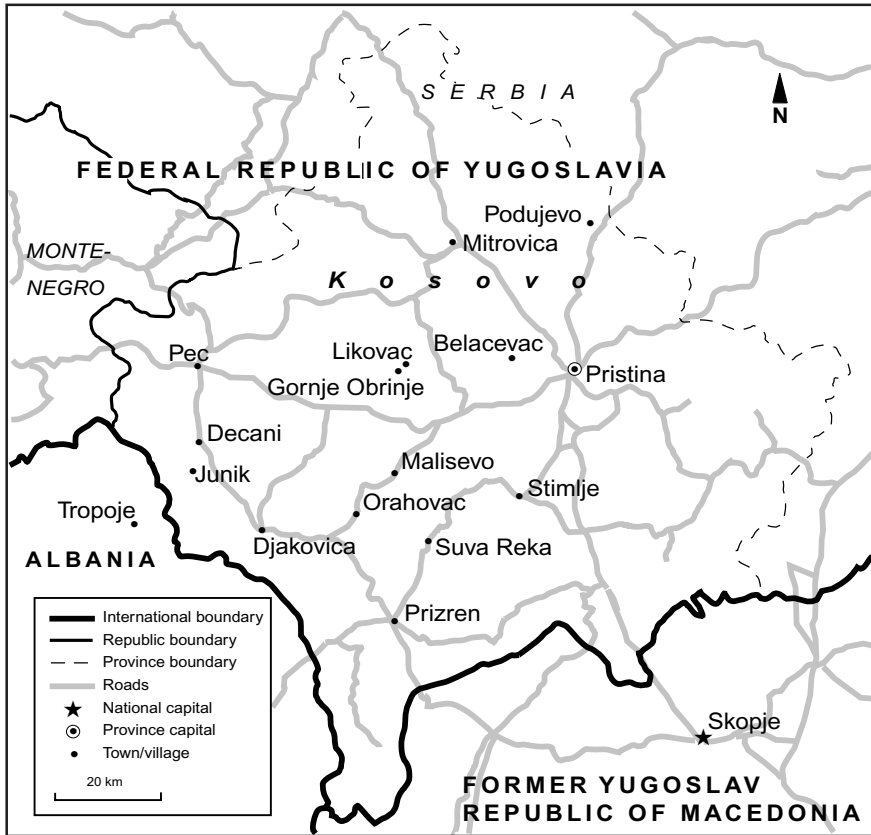 SERBIA
N
FEDERAL REPUBLIC OF YUGOSLAVIA
Podujevo
Mitrovica
MONTE-
NEGRO
Kosovo
Pec
Likovac
Belacevac
Gornje Obrinje
Pristina
Decani
Junik
Malisevo
Stimlje
Tropoje
Orahovac
Djakovica
Suva Reka
ALBANIA
Prizren
International boundary
Republic boundary
Province boundary
Roads
National capital
Province capital
Town/village
20 km
Skopje
FORMER YUGOSLAV
REPUBLIC OF MACEDONIA